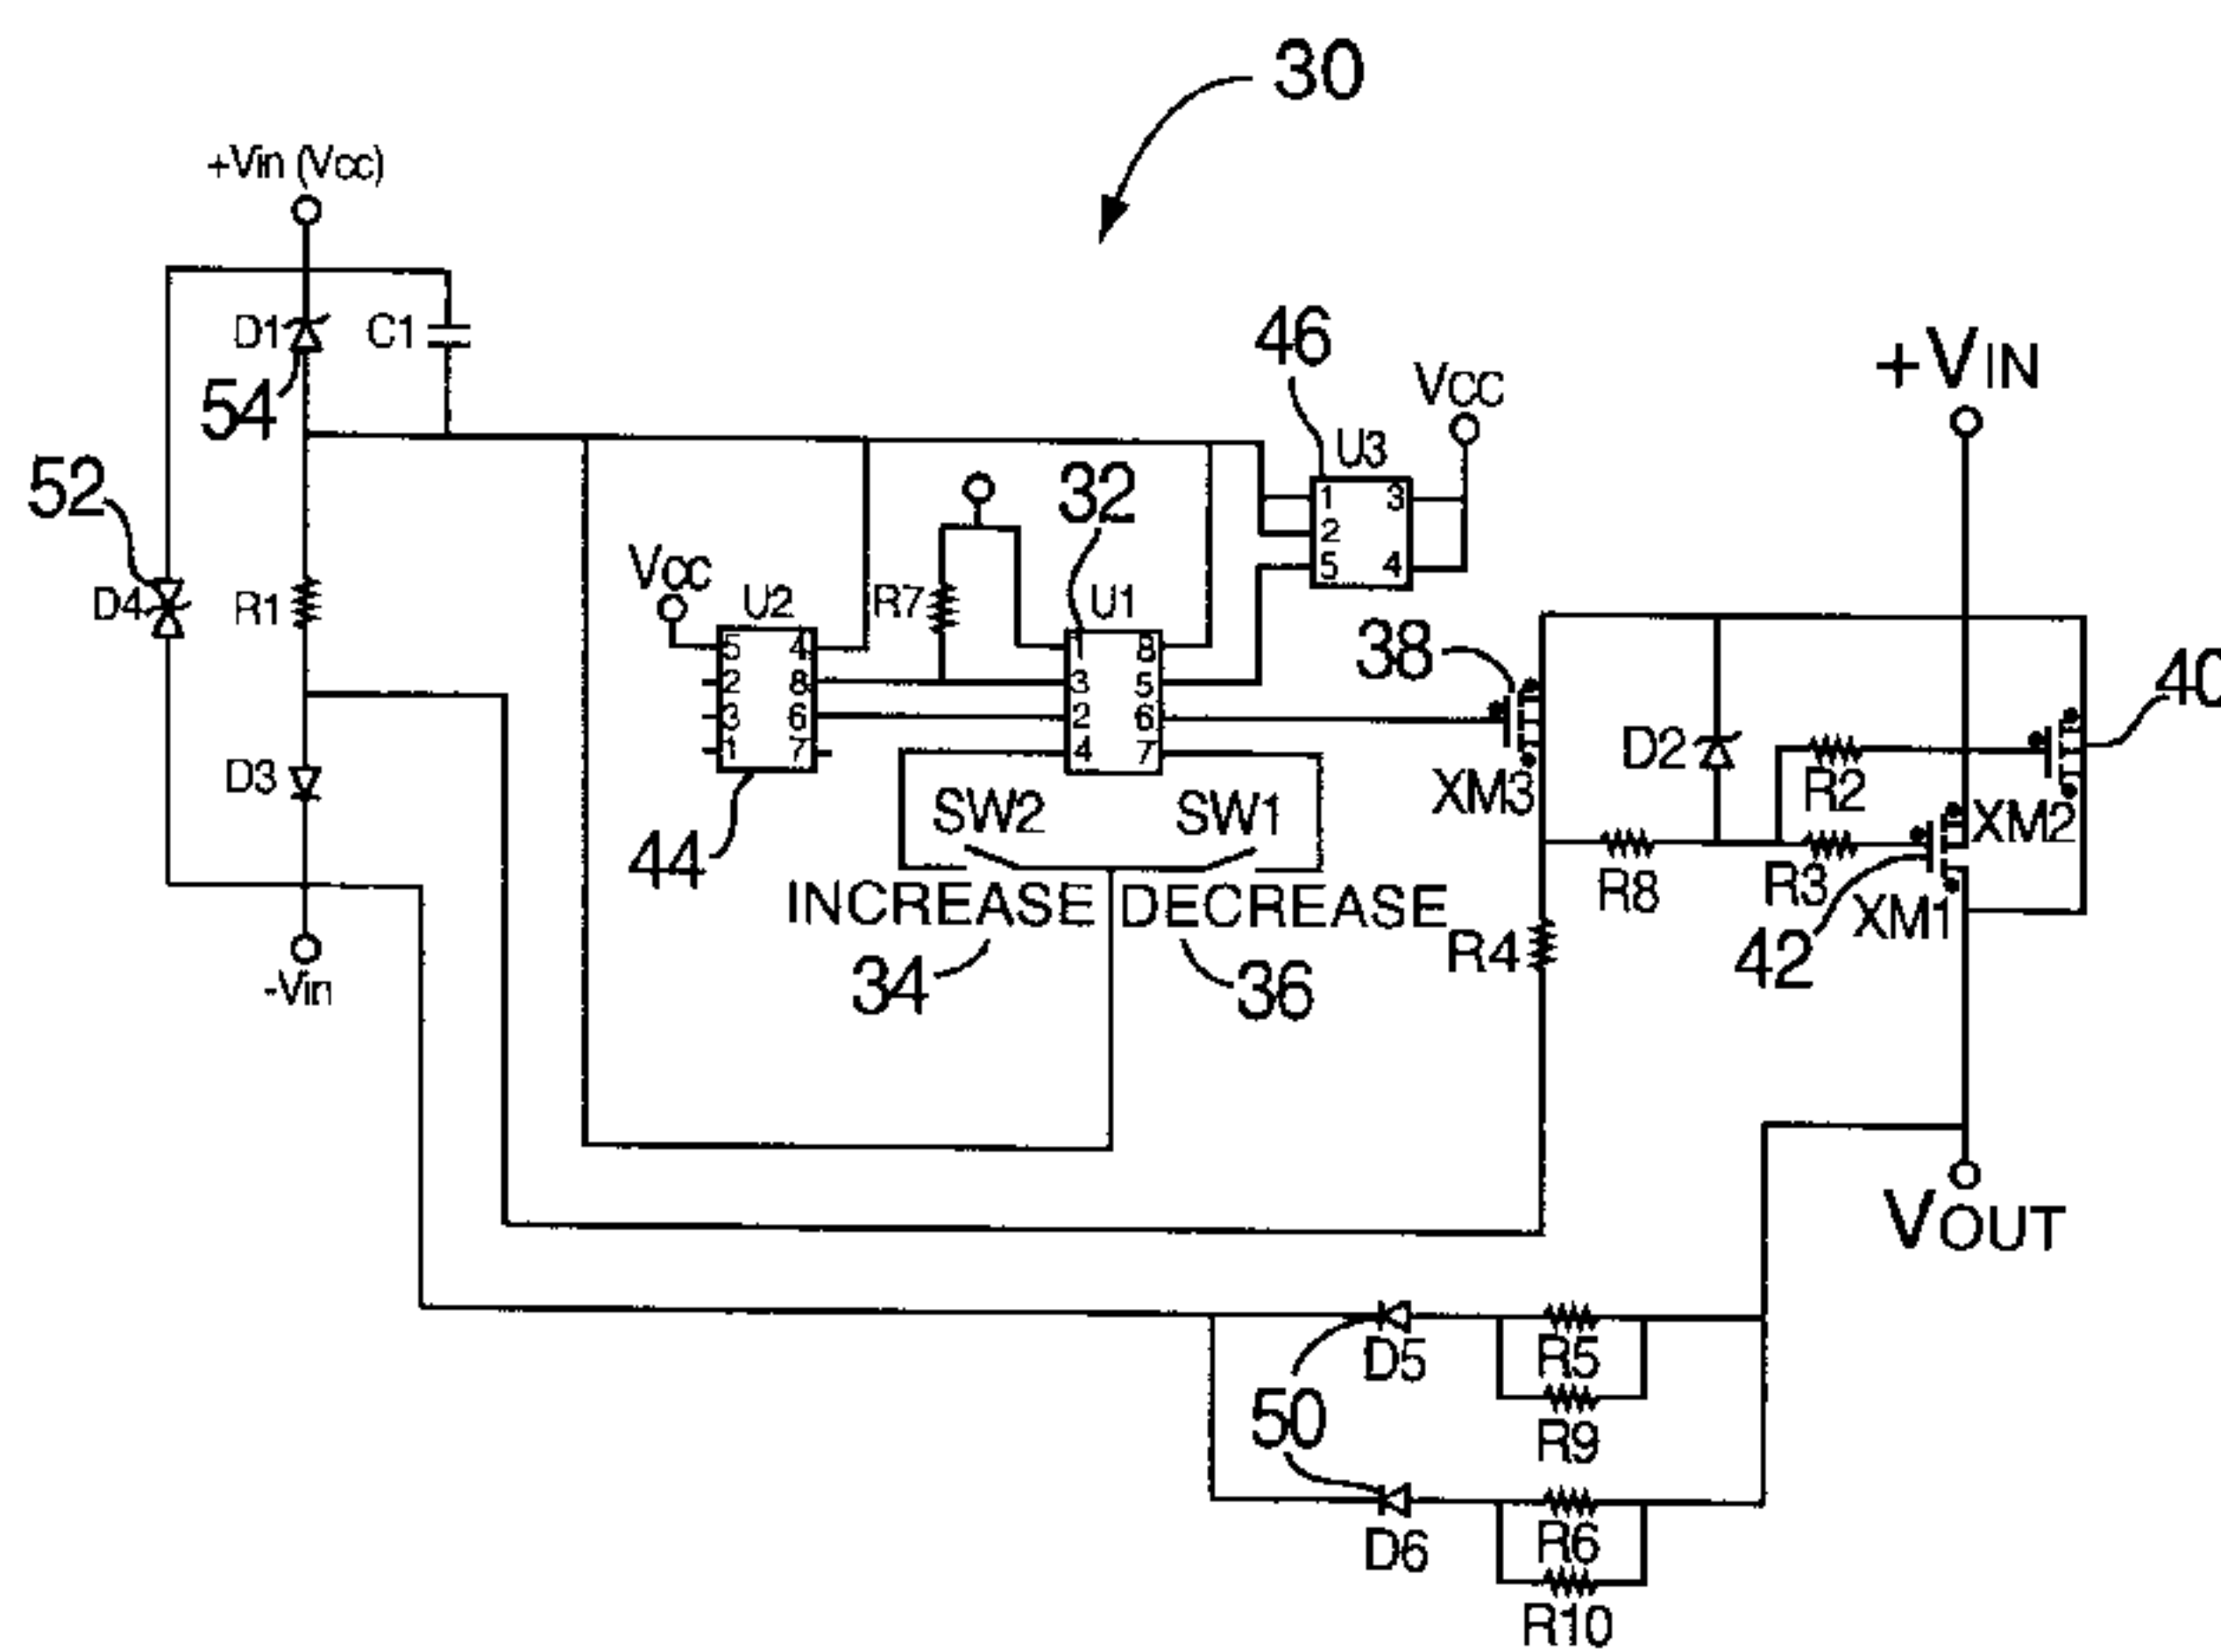 30
+Vin (Vcc)
D1
C1
54
46
VCC
+VIN
U3
1 3
2
5 4
52
32
VCC
U2
R7
U1
D4
R1
5 4
2 8
3 6
1 7
1 8
3 5
2 6
4 7
38
40
D3
XM3
D2
R2
XM2
44
SW2
SW1
R8
R3
INCREASE
DECREASE
XM1
34
36
R4
42
-Vin
VOUT
D5
R5
50
R9
D6
R6
R10